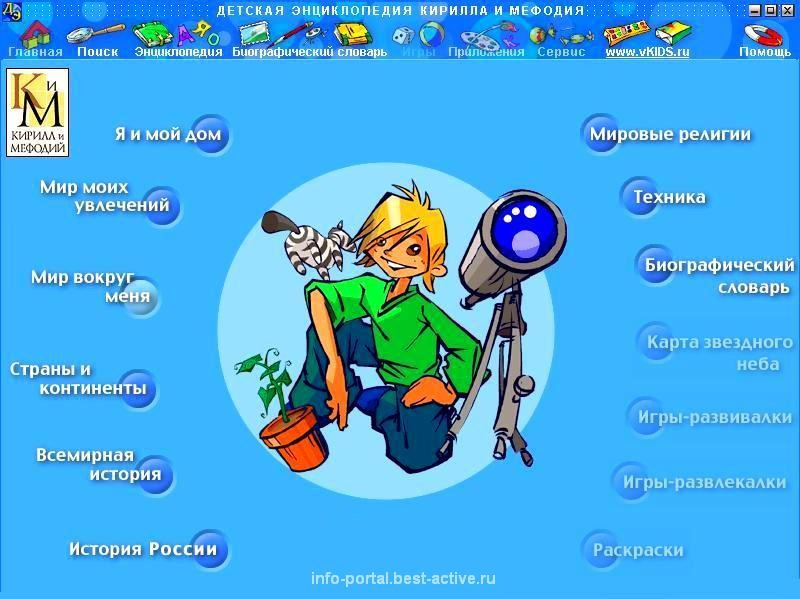 ДЕТСКАЯ ЭНЦИКЛОПЕДИЯ КИРИЛЛА И МЕФОДИЯ
Главная Поиск Энциклопедия Биографический словарь Игры Приложения Сервис www.vKIDS.ru Помощь
К И
М
КИРИЛЛ И
МЕФОДИЙ
Я и мой дом
Мир моих
увлечений
Мир вокруг
меня
Страны и
континенты
Всемирная
история
История России
Мировые религии
Техника
Биографический
словарь
Карта звездного
неба
Игры-развивалки
Игры-развлекалки
Раскраски
info-portal.best-active.ru